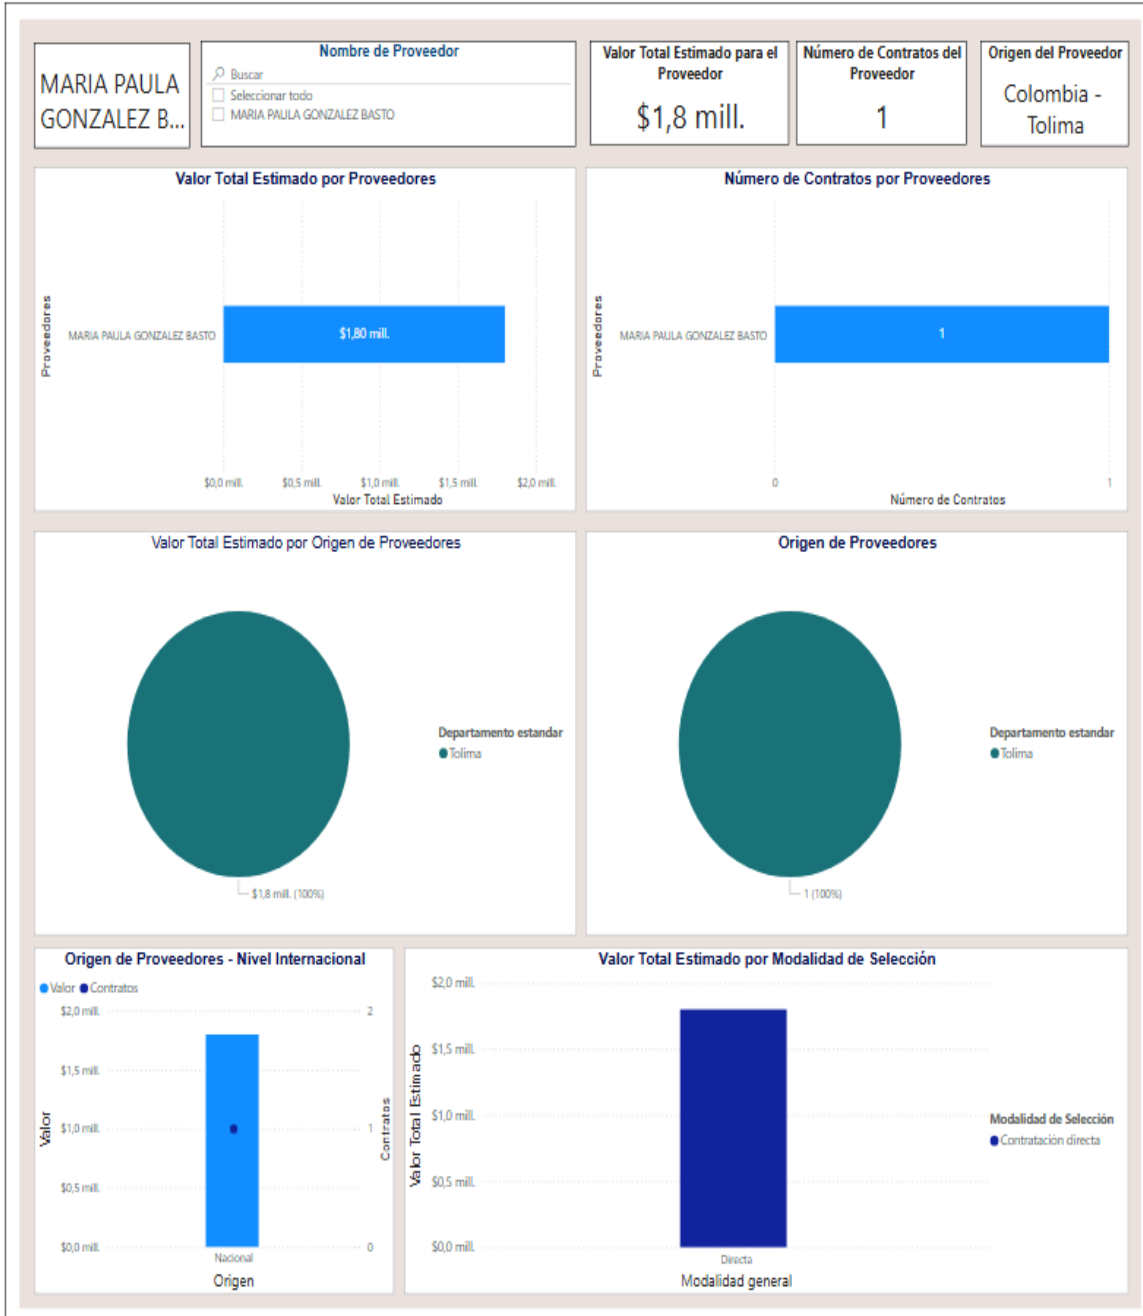 MARIA PAULA
GONZALEZ B...
Nombre de Proveedor
Buscar
Seleccionar todo
MARIA PAULA GONZALEZ BASTO
Valor Total Estimado para el
Proveedor
$1,8 mill.
Número de Contratos del
Proveedor
1
Origen del Proveedor
Colombia -
Tolima
Valor Total Estimado por Proveedores
Proveedores
MARIA PAULA GONZALEZ BASTO
$1,80 mill.
$0,0 mill. $0,5 mill. $1,0 mill. $1,5 mill. $2,0 mill.
Valor Total Estimado
Número de Contratos por Proveedores
Proveedores
MARIA PAULA GONZALEZ BASTO
1
0 1
Número de Contratos
Valor Total Estimado por Origen de Proveedores
Departamento estandar
Tolima
$1,8 mill. (100%)
Origen de Proveedores
Departamento estandar
Tolima
1 (100%)
Origen de Proveedores - Nivel Internacional
Valor Contratos
$2,0 mill. 2
$1,5 mill.
$1,0 mill. 1
$0,5 mill.
$0,0 mill. 0
Valor
Contratos
Nacional
Origen
Valor Total Estimado por Modalidad de Selección
$2,0 mill.
$1,5 mill.
$1,0 mill.
$0,5 mill.
$0,0 mill.
Valor Total Estimado
Directa
Modalidad general
Modalidad de Selección
Contratación directa